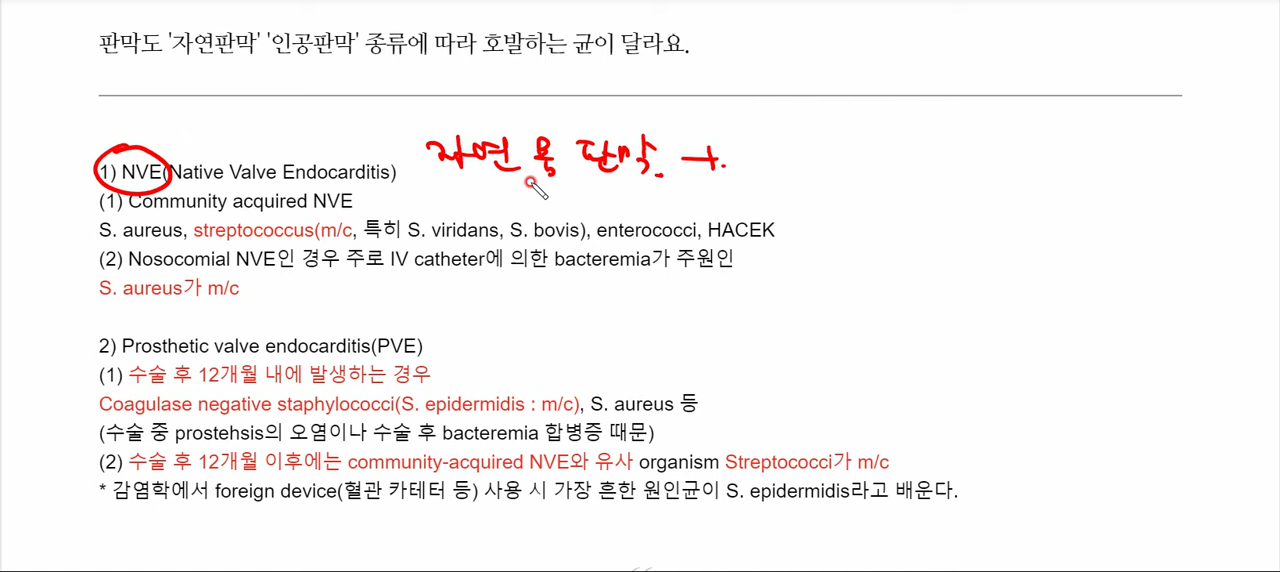 판막도 '자연판막' '인공판막' 종류에 따라 호발하는 균이 달라요.
자연 판막
1) NVE(Native Valve Endocarditis)
(1) Community acquired NVE
S. aureus, streptococcus(m/c, 특히 S. viridans, S. bovis), enterococci, HACEK
(2) Nosocomial NVE인 경우 주로 IV catheter에 의한 bacteremia가 주원인
S. aureus가 m/c
2) Prosthetic valve endocarditis(PVE)
(1) 수술 후 12개월 내에 발생하는 경우
Coagulase negative staphylococci(S. epidermidis : m/c), S. aureus 등
(수술 중 prostehsis의 오염이나 수술 후 bacteremia 합병증 때문)
(2) 수술 후 12개월 이후에는 community-acquired NVE와 유사 organism Streptococci가 m/c
* 감염학에서 foreign device(혈관 카테터 등) 사용 시 가장 흔한 원인균이 S. epidermidis라고 배운다.